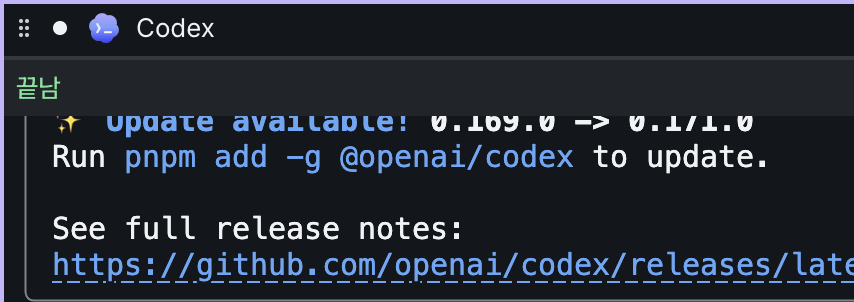 Codex
끝남
✨ Update available! 0.169.0 -> 0.171.0
Run pnpm add -g @openai/codex to update.
See full release notes:
https://github.com/openai/codex/releases/late